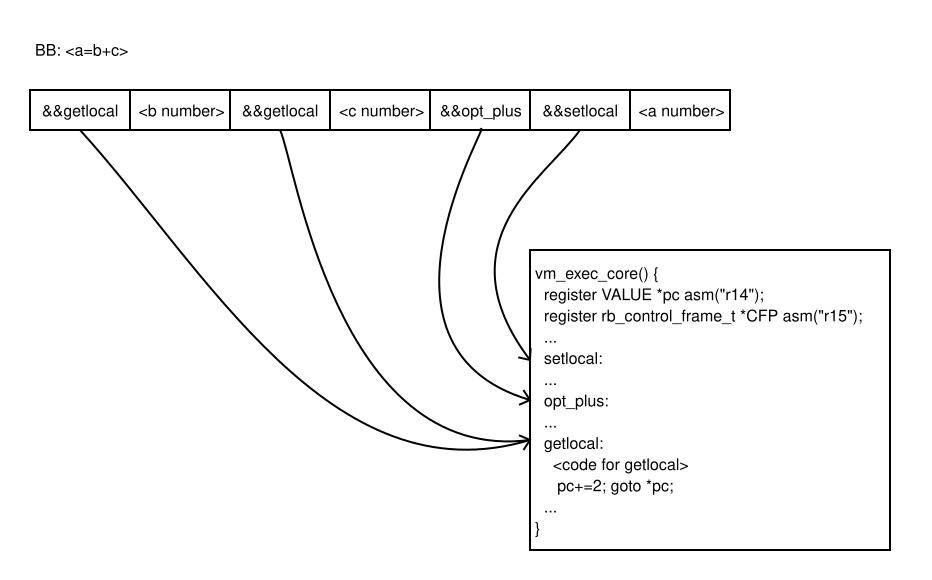 BB: <a=b+c>
&&getlocal <b number> &&getlocal <c number> &&opt_plus &&setlocal <a number>
vm_exec_core() {
register VALUE *pc asm("r14");
register rb_control_frame_t *CFP asm("r15");
...
setlocal:
...
opt_plus:
...
getlocal:
<code for getlocal>
pc+=2; goto *pc;
...
}